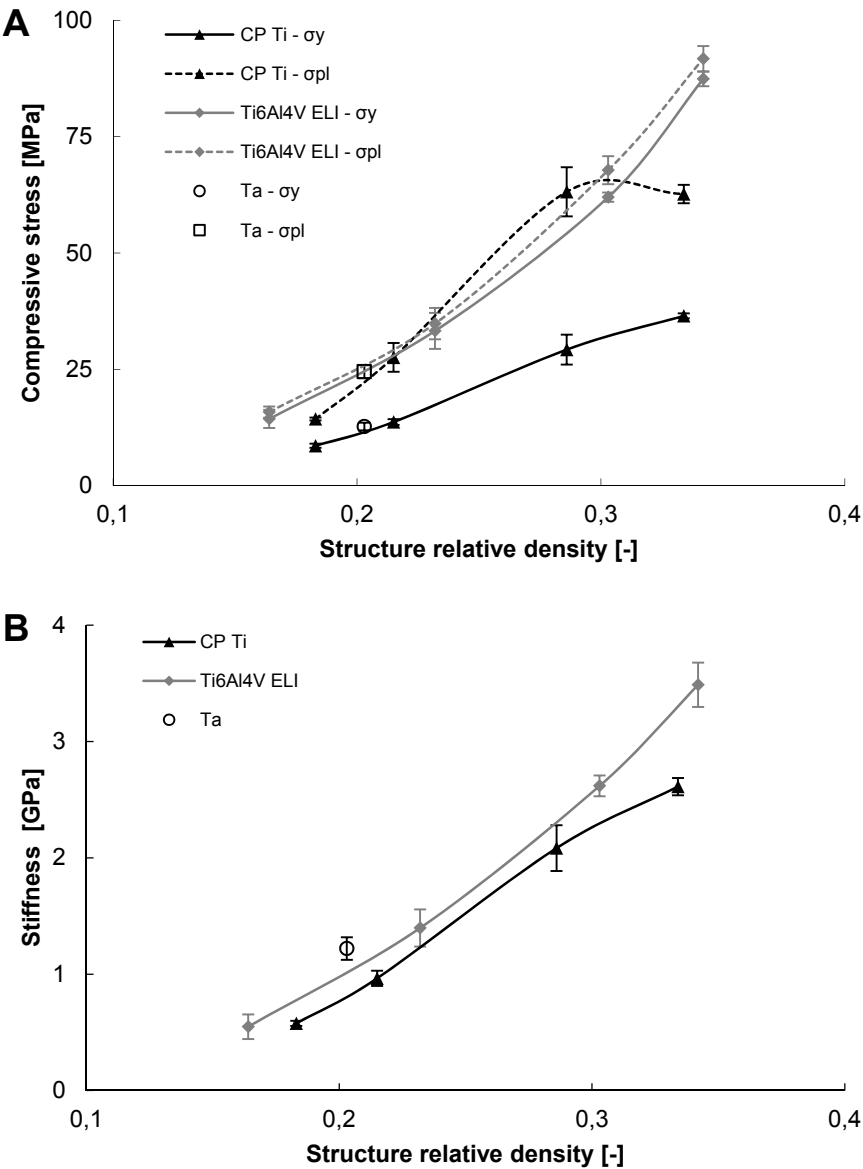 A
Compressive stress [MPa]
100
75
50
25
0
CP Ti - σy
CP Ti - σpl
Ti6Al4V ELI - σy
Ti6Al4V ELI - σpl
Ta - σy
Ta - σpl
0,1 0,2 0,3 0,4
Structure relative density [-]
B
Stiffness [GPa]
4
3
2
1
0
CP Ti
Ti6Al4V ELI
Ta
0,1 0,2 0,3 0,4
Structure relative density [-]